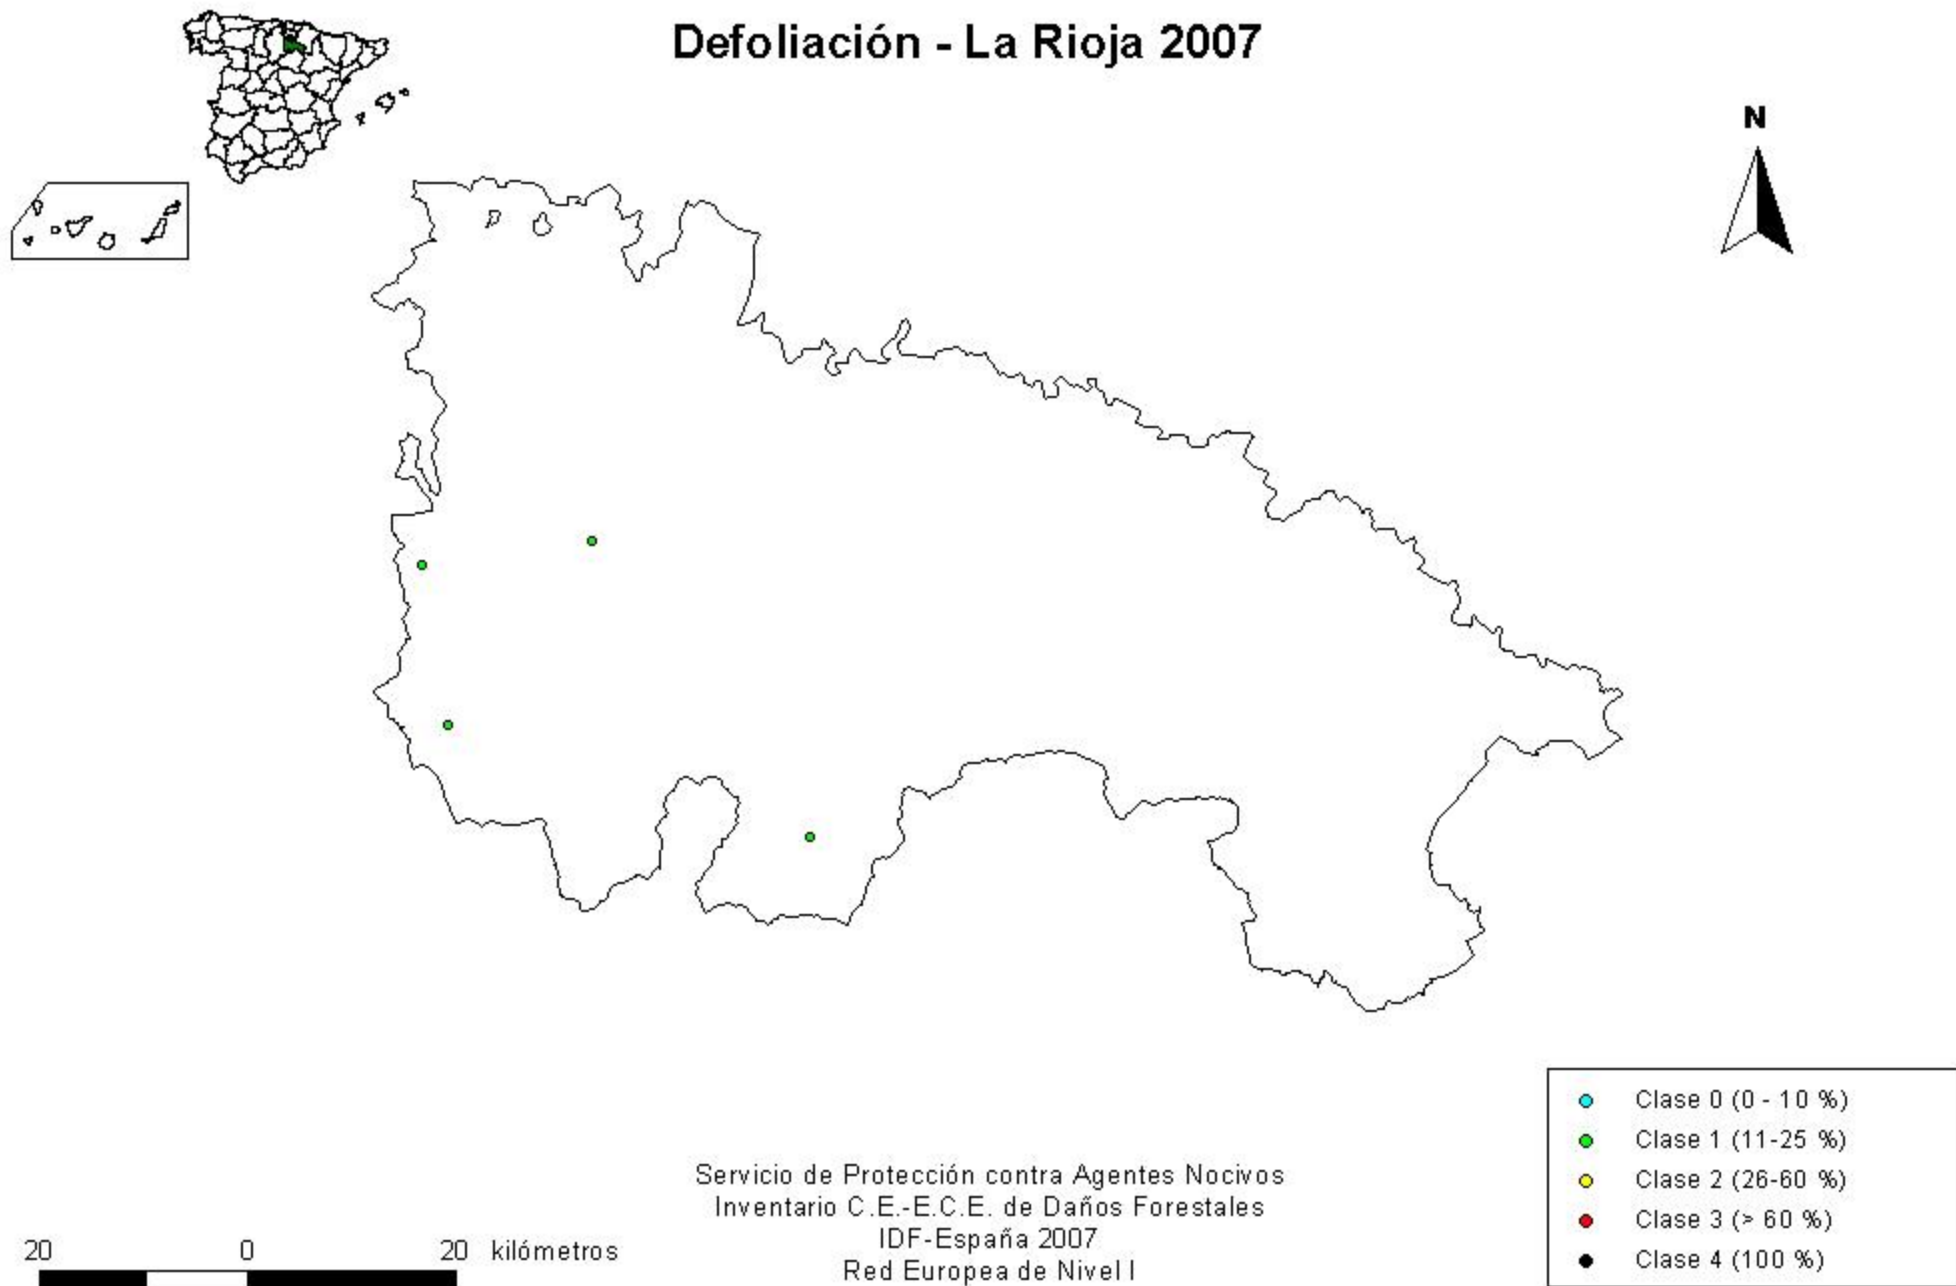 Defoliación - La Rioja 2007
N
Clase 0 (0 - 10 %)
Clase 1 (11-25 %)
Clase 2 (26-60 %)
Clase 3 (> 60 %)
Clase 4 (100 %)
Servicio de Protección contra Agentes Nocivos
Inventario C.E.-E.C.E. de Daños Forestales
IDF-España 2007
Red Europea de Nivel I
20 0 20 kilómetros